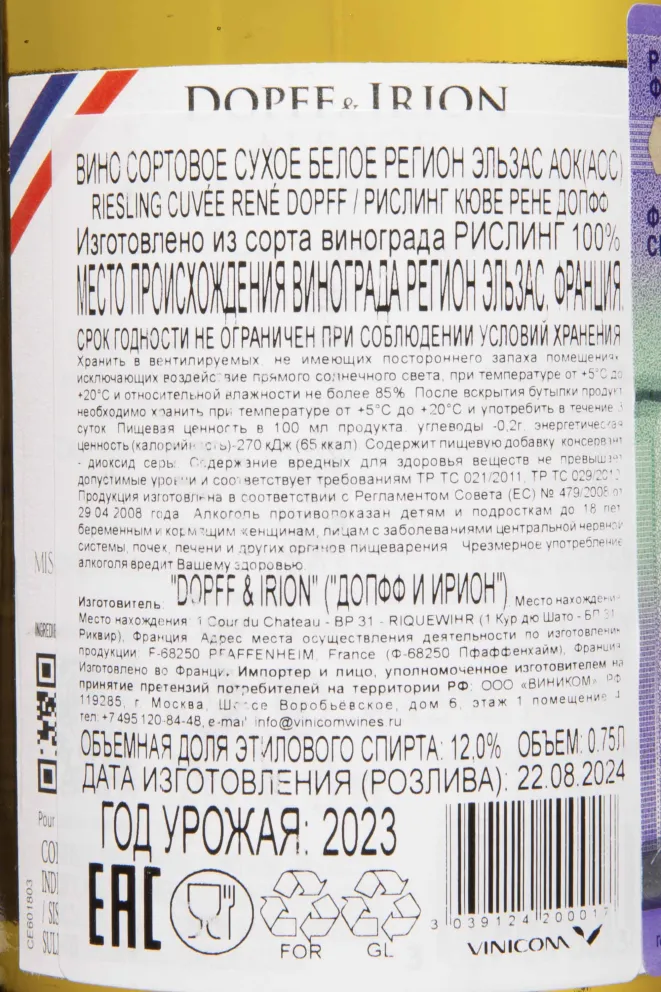 DOPFF & IRION
ВИНО СОРТОВОЕ СУХОЕ БЕЛОЕ РЕГИОН ЭЛЬЗАС АОК(AOC)
RIESLING CUVÉE RENÉ DOPFF / РИСЛИНГ КЮВЕ РЕНЕ ДОПФФ
Изготовлено из сорта винограда РИСЛИНГ 100%
МЕСТО ПРОИСХОЖДЕНИЯ ВИНОГРАДА РЕГИОН ЭЛЬЗАС, ФРАНЦИЯ.
СРОК ГОДНОСТИ НЕ ОГРАНИЧЕН ПРИ СОБЛЮДЕНИИ УСЛОВИЙ ХРАНЕНИЯ
Хранить в вентилируемых, не имеющих постороннего запаха помещениях,
исключающих воздействие прямого солнечного света, при температуре от +5°C до
+20°C и относительной влажности не более 85%. После вскрытия бутылки продукт
необходимо хранить при температуре от +5°C до +20°C и употребить в течение 3
суток. Пищевая ценность в 100 мл продукта: углеводы -0,2г, энергетическая
ценность (калорийность)-270 кДж (65 ккал). Содержит пищевую добавку консервант
- диоксид серы. Содержание вредных для здоровья веществ не превышает
допустимые уровни и соответствует требованиям ТР ТС 021/2011, ТР ТС 029/2012
Продукция изготовлена в соответствии с Регламентом Совета (ЕС) № 479/2008 от
29.04.2008 года. Алкоголь противопоказан детям и подросткам до 18 лет,
беременным и кормящим женщинам, лицам с заболеваниями центральной нервной
системы, почек, печени и других органов пищеварения. Чрезмерное употребление
алкоголя вредит Вашему здоровью.
Изготовитель: "DOPFF & IRION" ("ДОПФФ И ИРИОН"). Место нахождения
Место нахождения: 1 Cour du Chateau - BP 31 - RIQUEWIHR (1 Кур дю Шато - БП 31
Риквир), Франция. Адрес места осуществления деятельности по изготовлению
продукции: F-68250 PFAFFENHEIM, France (Ф-68250 Пфаффенхайм), Франция
Изготовлено во Франции. Импортер и лицо, уполномоченное изготовителем на
принятие претензий потребителей на территории РФ: ООО «ВИНИКОМ» РФ
119285, г. Москва, Шоссе Воробьёвское, дом 6, этаж 1 помещение
тел. +7 495 120-84-48, e-mail: info@vinicomwines.ru
ОБЪЕМНАЯ ДОЛЯ ЭТИЛОВОГО СПИРТА: 12,0% ОБЪЕМ: 0.75Л
ДАТА ИЗГОТОВЛЕНИЯ (РОЗЛИВА): 22.08.2024
ГОД УРОЖАЯ: 2023
EAC
FOR
GL
3 039124 200017
VINICOM
MIS
INGRÉDI
Pour
CO
IND
/ SIS
SUL
CE601803